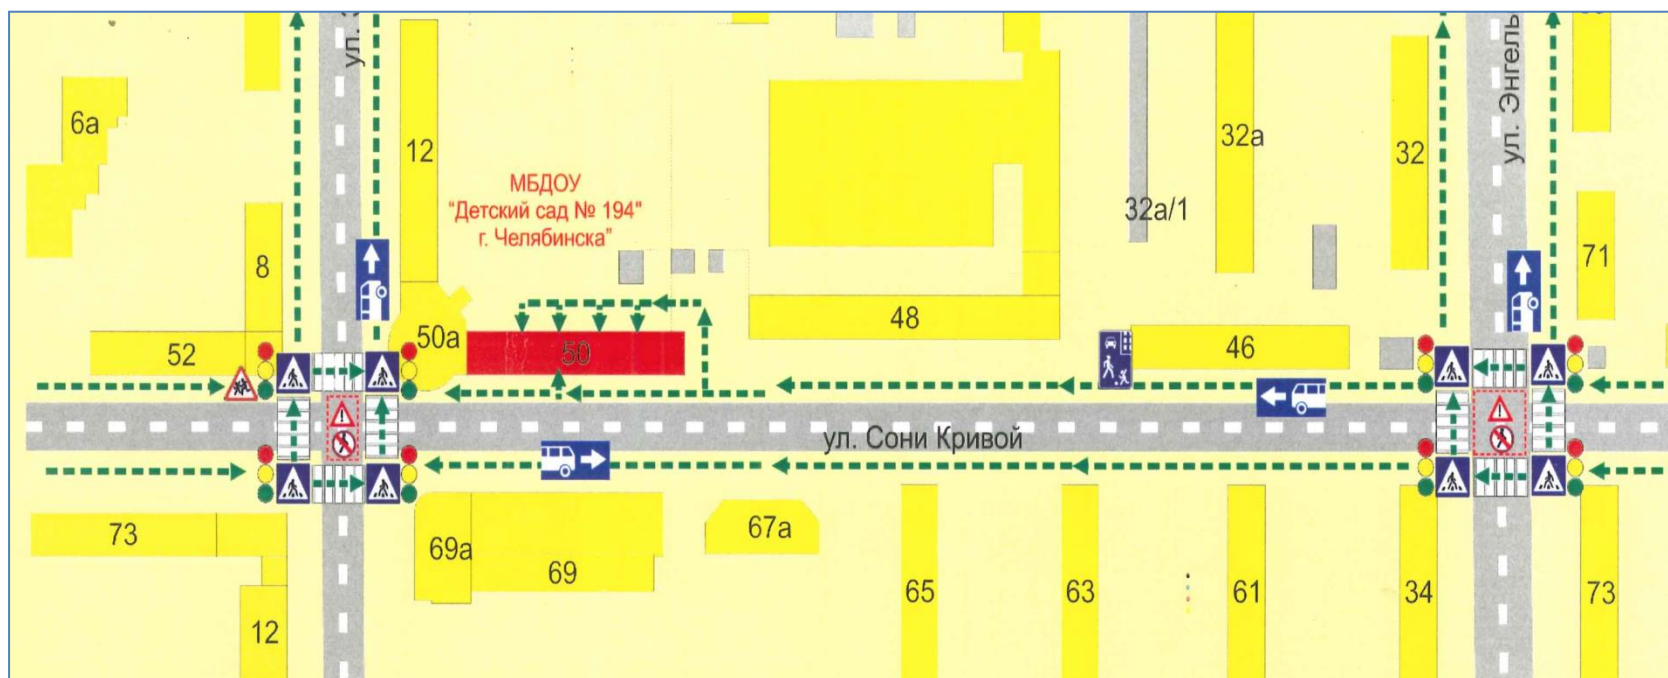 ул.
ул. Энгель
6а
12
32а
32
МБДОУ
"Детский сад № 194"
г. Челябинска"
32а/1
8
71
48
52
50а
50
46
ул. Сони Кривой
73
69а
69
67а
65
63
61
34
73
12